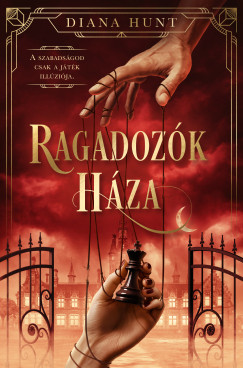 DIANA HUNT
A SZABADSÁGOD
CSAK A JÁTÉK
ILLÚZIÓJA.
RAGADOZÓK
HÁZA